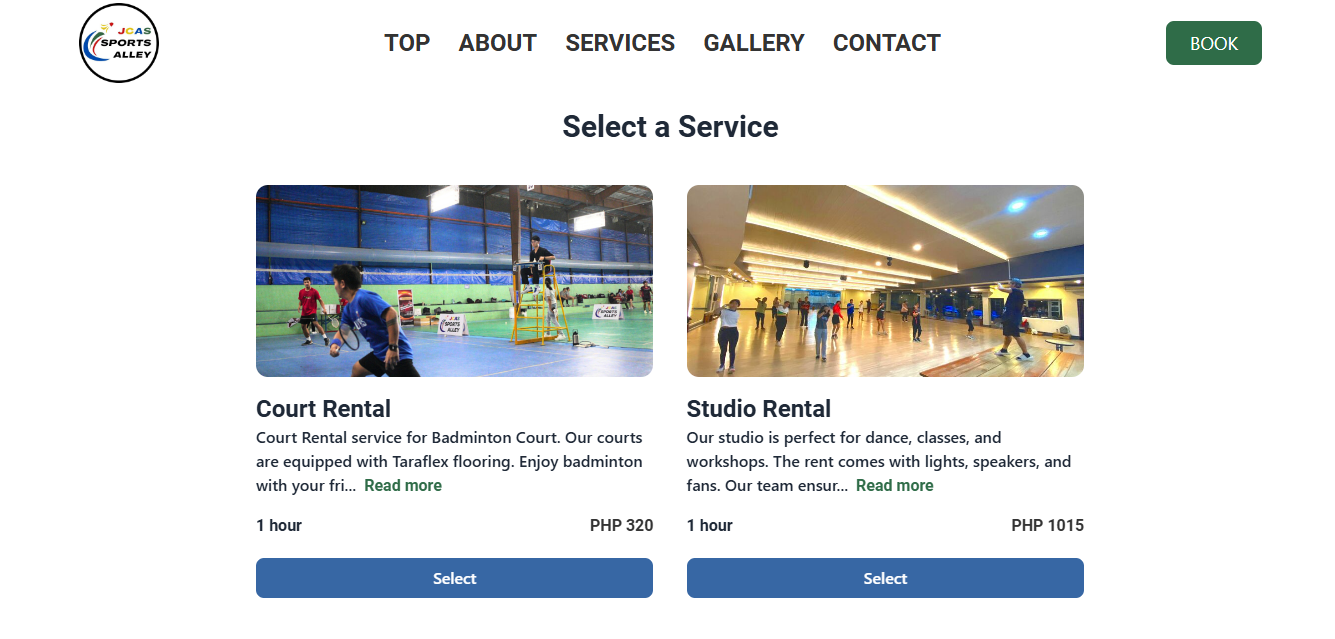 JCAS
SPORTS
ALLEY
TOP ABOUT SERVICES GALLERY CONTACT
BOOK
Select a Service
SPORTS
ALLEY
SPORTS
ALLEY
Court Rental
Court Rental service for Badminton Court. Our courts
are equipped with Taraflex flooring. Enjoy badminton
with your fri... Read more
1 hour PHP 320
Select
Studio Rental
Our studio is perfect for dance, classes, and
workshops. The rent comes with lights, speakers, and
fans. Our team ensur... Read more
1 hour PHP 1015
Select